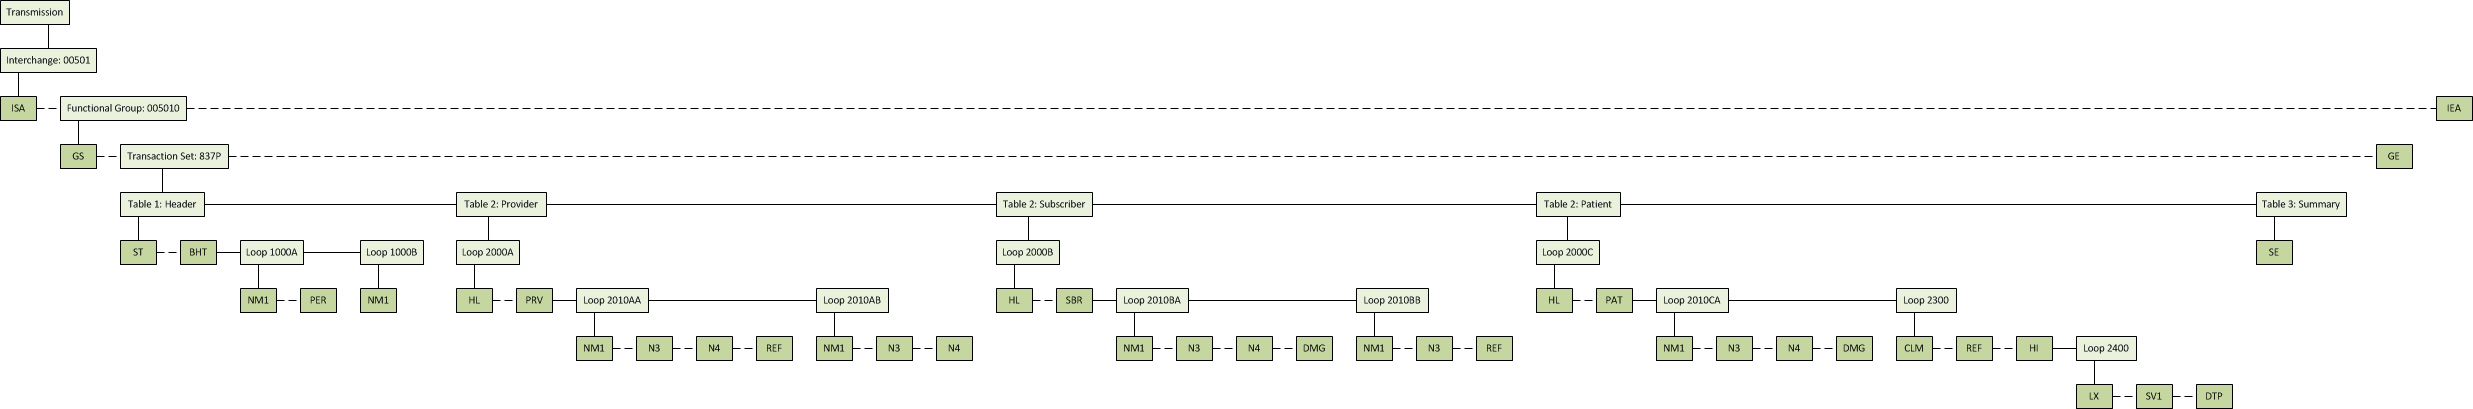 Transmission
Interchange: 00501
ISA Functional Group: 005010 IEA
GS Transaction Set: 837P GE
Table 1: Header Table 2: Provider Table 2: Subscriber Table 2: Patient Table 3: Summary
ST BHT Loop 1000A Loop 1000B Loop 2000A Loop 2000B Loop 2000C SE
NM1 PER NM1 HL PRV Loop 2010AA Loop 2010AB HL SBR Loop 2010BA Loop 2010BB HL PAT Loop 2010CA Loop 2300
NM1 N3 N4 REF NM1 N3 N4 NM1 N3 N4 DMG NM1 N3 REF NM1 N3 N4 DMG CLM REF HI Loop 2400
LX SV1 DTP